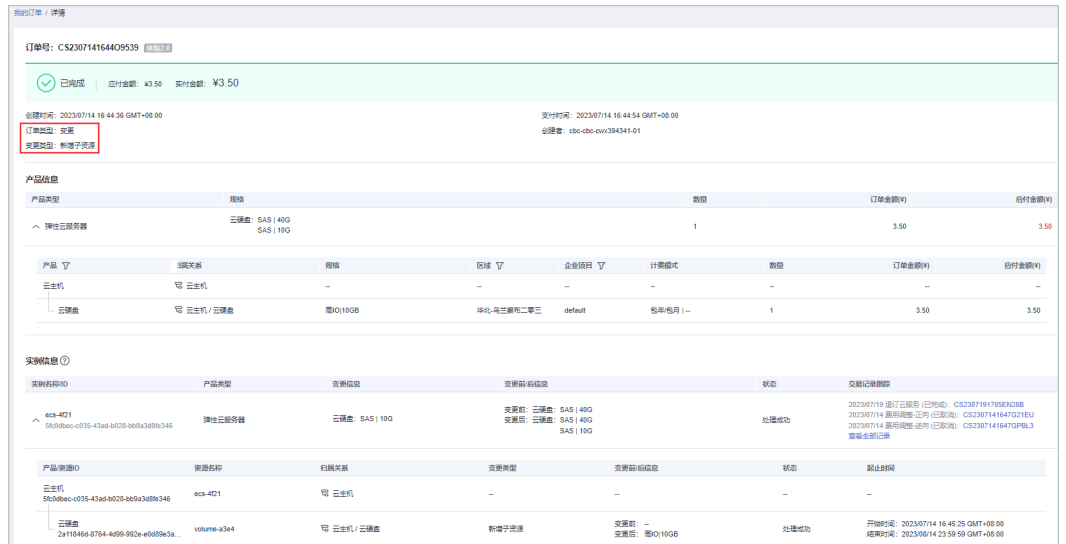 我的订单 / 详情
订单号：CS2307141644O9539 体验2.0
已完成 应付金额：¥3.50 实付金额：¥3.50
创建时间：2023/07/14 16:44:36 GMT+08:00 支付时间：2023/07/14 16:44:54 GMT+08:00
订单类型：变更 创建者：cbc-cbc-cwx394341-01
变更类型：新增子资源
产品信息
产品类型 规格 数量 订单金额(¥) 应付金额(¥)
弹性云服务器 云硬盘：SAS | 40G 1 3.50 3.50
SAS | 10G
产品 归属关系 规格 区域 企业项目 计费模式 数量 订单金额(¥) 应付金额(¥)
云主机 云主机 -- -- -- -- -- -- --
云硬盘 云主机 / 云硬盘 高IO|10GB 华北-乌兰察布二零三 default 包年/包月 | -- 1 3.50 3.50
实例信息
实例名称/ID 产品类型 变更信息 变更前/后信息 状态 交易记录跟踪
ecs-4f21 弹性云服务器 云硬盘：SAS | 10G 变更前：云硬盘：SAS | 40G 处理成功 2023/07/19 退订云服务 (已完成)：CS2307191705EN28B
5fc0dbec-c035-43ad-b028-bb9a3d8fe346 变更后：云硬盘：SAS | 40G 2023/07/14 费用调整-正向 (已取消)：CS2307141647G21EU
SAS | 10G 2023/07/14 费用调整-逆向 (已取消)：CS2307141647GPBL3
查看全部记录
产品/资源ID 资源名称 归属关系 变更类型 变更前/后信息 状态 起止时间
云主机 ecs-4f21 云主机 -- -- -- --
5fc0dbec-c035-43ad-b028-bb9a3d8fe346
云硬盘 volume-a3e4 云主机 / 云硬盘 新增子资源 变更前：-- 处理成功 开始时间：2023/07/14 16:45:25 GMT+08:00
2a11846d-8764-4d99-992e-e0d89e3a... 变更后：高IO|10GB 结束时间：2023/08/14 23:59:59 GMT+08:00